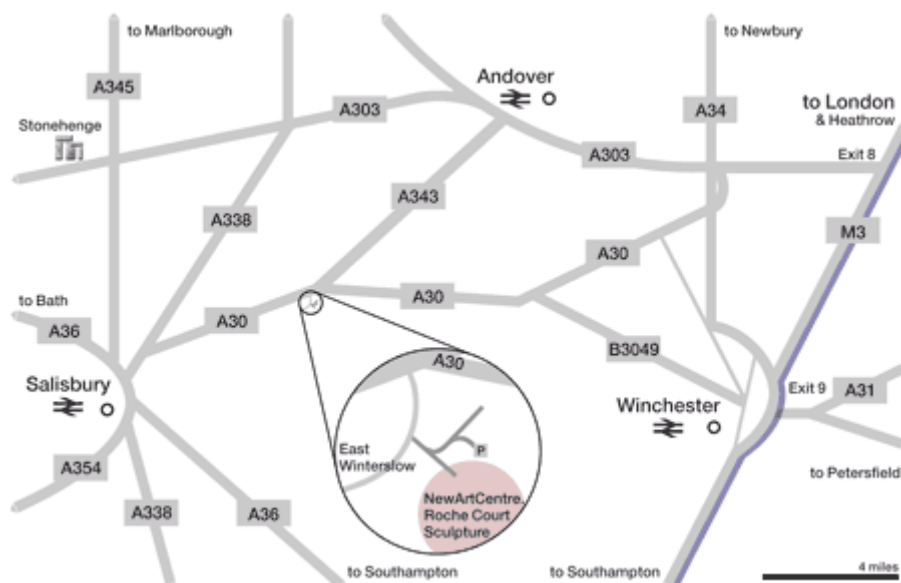 to Marlborough
to Newbury
A345
Andover
to London
& Heathrow
A303
A34
Stonehenge
A303
Exit 8
A343
A338
M3
A30
to Bath
A30
A30
A36
B3049
A30
Salisbury
Exit 9
A31
Winchester
East
Winterslow
P
A354
to Petersfield
NewArtCentre.
Roche Court
Sculpture
A338
A36
to Southampton
to Southampton
4 miles